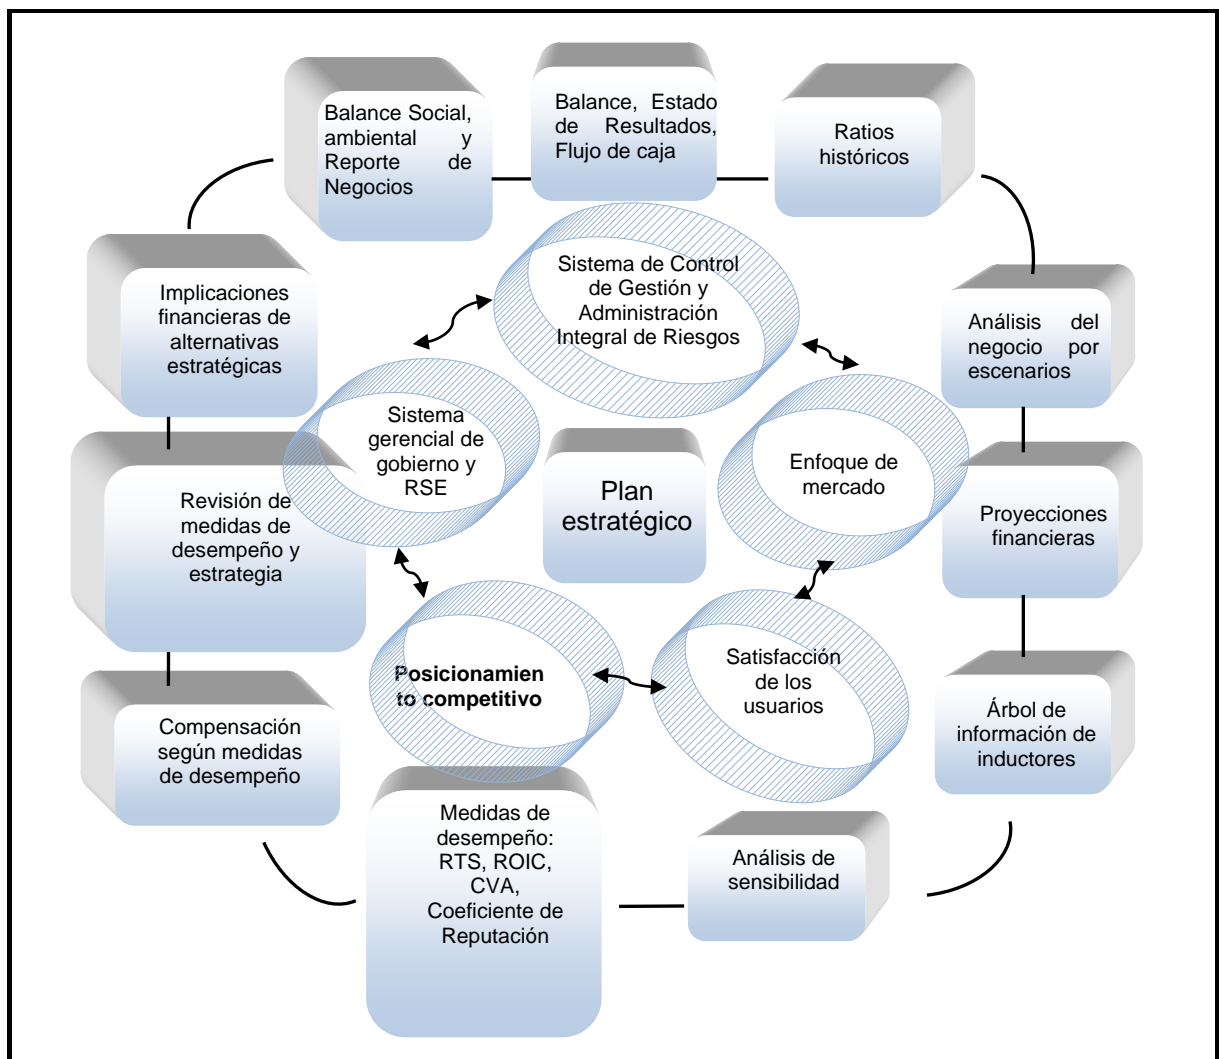 Balance Social,
ambiental y
Reporte de
Negocios
Balance, Estado
de Resultados,
Flujo de caja
Ratios
históricos
Implicaciones
financieras de
alternativas
estratégicas
Sistema de Control
de Gestión y
Administración
Integral de Riesgos
Análisis del
negocio por
escenarios
Sistema
gerencial de
gobierno y
RSE
Plan
estratégico
Enfoque de
mercado
Revisión de
medidas de
desempeño y
estrategia
Proyecciones
financieras
Posicionamien
to competitivo
Satisfacción
de los
usuarios
Compensación
según medidas
de desempeño
Árbol de
información de
inductores
Medidas de
desempeño:
RTS, ROIC,
CVA,
Coeficiente de
Reputación
Análisis de
sensibilidad